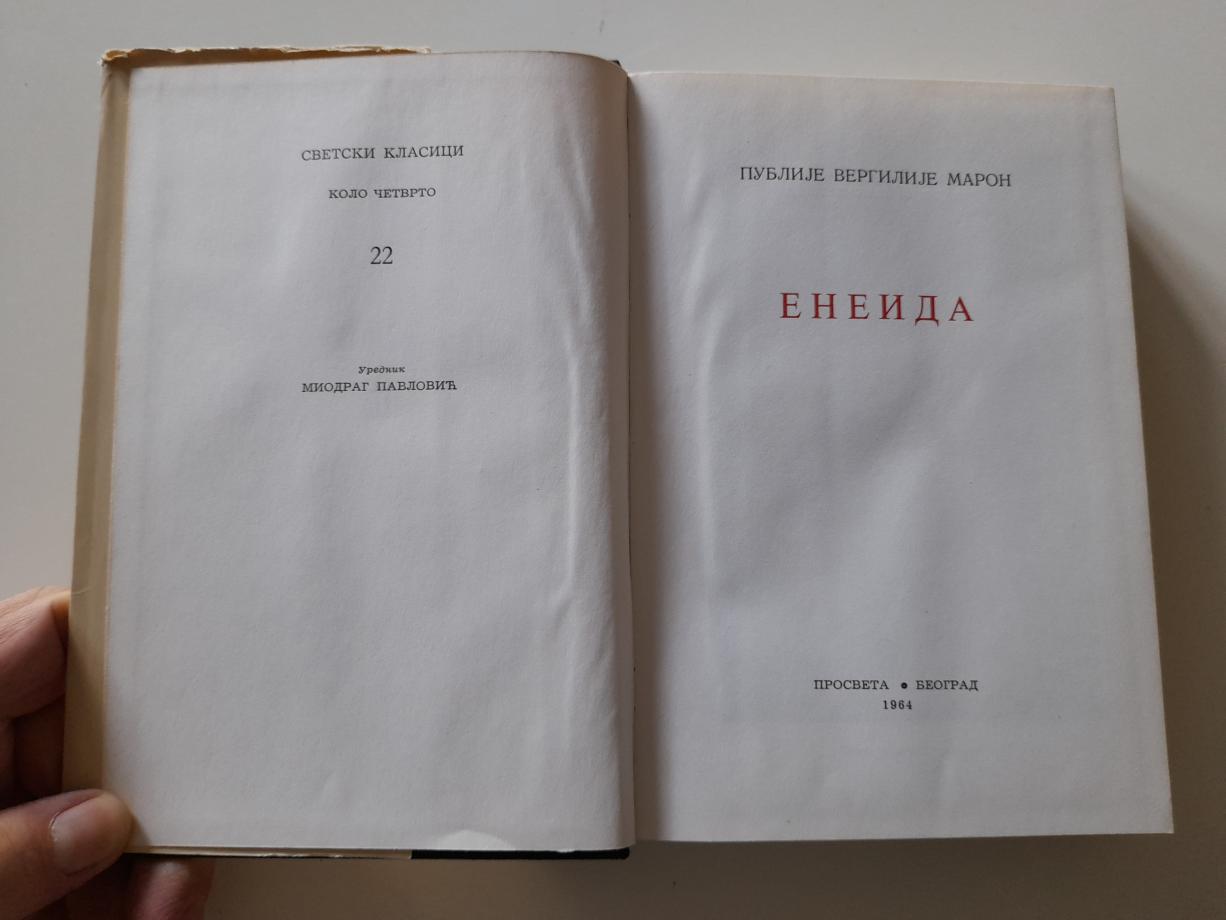 СВЕТСКИ КЛАСИЦИ
КОЛО ЧЕТВРТО
22
Уредник
МИОДРАГ ПАВЛОВИЋ
ПУБЛИЈЕ ВЕРГИЛИЈЕ МАРОН
ЕНЕИДА
ПРОСВЕТА • БЕОГРАД
1964